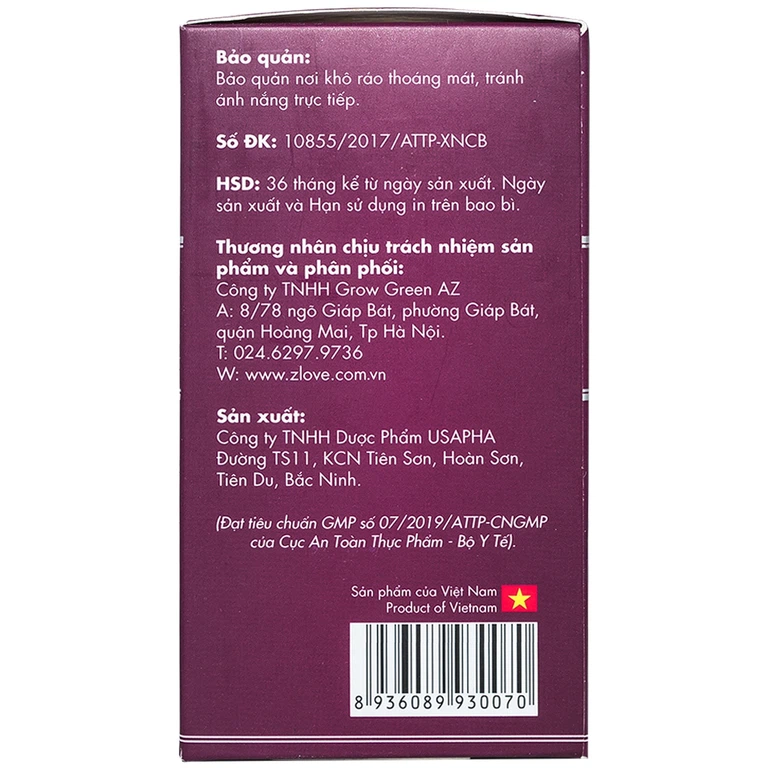 Bảo quản:
Bảo quản nơi khô ráo thoáng mát, tránh
ánh nắng trực tiếp.
Số ĐK: 10855/2017/ATTP-XNCB
HSD: 36 tháng kể từ ngày sản xuất. Ngày
sản xuất và Hạn sử dụng in trên bao bì.
Thương nhân chịu trách nhiệm sản
phẩm và phân phối:
Công ty TNHH Grow Green AZ
A: 8/78 ngõ Giáp Bát, phường Giáp Bát,
quận Hoàng Mai, Tp Hà Nội.
T: 024.6297.9736
W: www.zlove.com.vn
Sản xuất:
Công ty TNHH Dược Phẩm USAPHA
Đường TS11, KCN Tiên Sơn, Hoàn Sơn,
Tiên Du, Bắc Ninh.
(Đạt tiêu chuẩn GMP số 07/2019/ATTP-CNGMP
của Cục An Toàn Thực Phẩm - Bộ Y Tế).
Sản phẩm của Việt Nam
Product of Vietnam
8 936089 930070